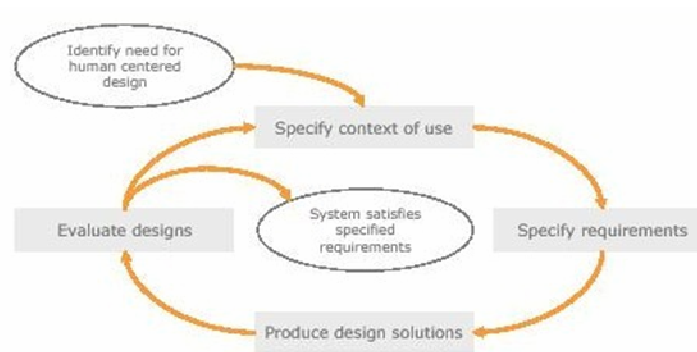 Identify need for
human centered
design
Specify context of use
Evaluate designs
System satisfies
specified
requirements
Specify requirements
Produce design solutions